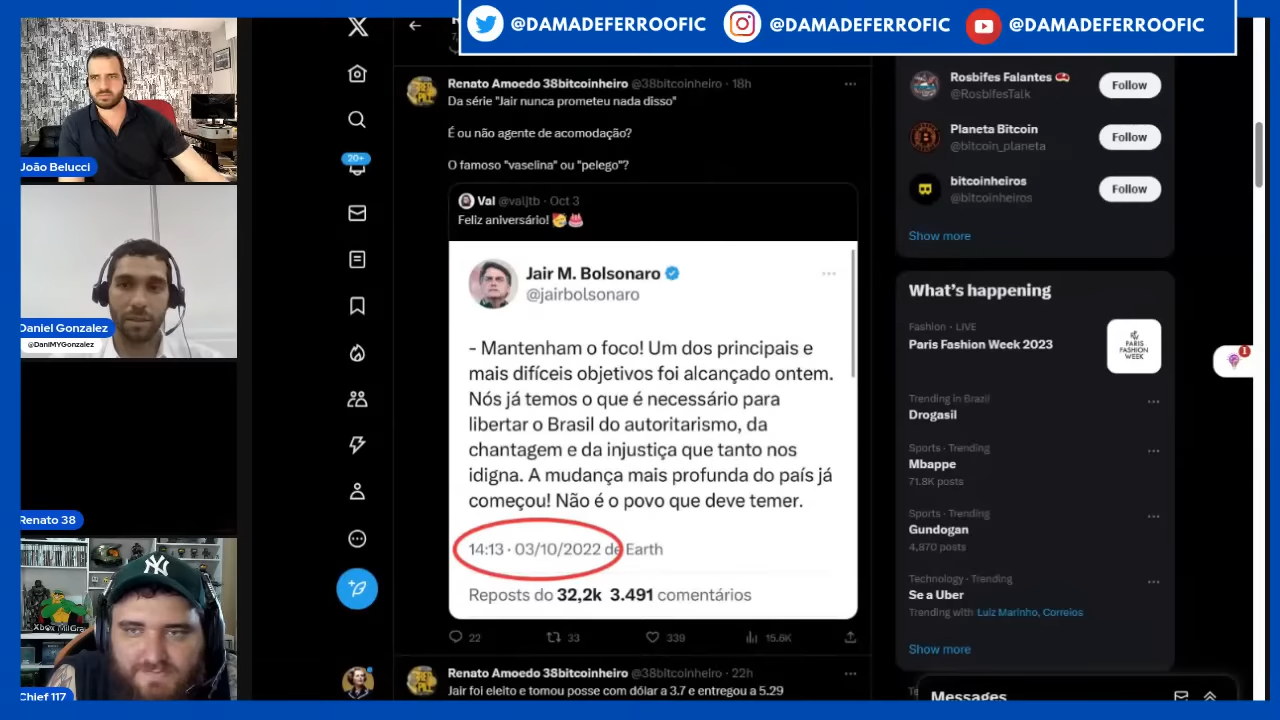 @DAMADEFERROOFIC @DAMADEFERROFIC @DAMADEFERROOFIC
João Belucci
Daniel Gonzalez
@DaniMYGonzalez
Renato 38
Xbox MilGrau
Chief 117
20+
Renato Amoedo 38bitcoinheiro @38bitcoinheiro · 18h
Da série "Jair nunca prometeu nada disso"
É ou não agente de acomodação?
O famoso "vaselina" ou "pelego"?
Val @valjtb · Oct 3
Feliz aniversário!
Jair M. Bolsonaro
@jairbolsonaro
- Mantenham o foco! Um dos principais e
mais difíceis objetivos foi alcançado ontem.
Nós já temos o que é necessário para
libertar o Brasil do autoritarismo, da
chantagem e da injustiça que tanto nos
idigna. A mudança mais profunda do país já
começou! Não é o povo que deve temer.
14:13 · 03/10/2022 de Earth
Reposts do 32,2k 3.491 comentários
22 33 339 15.6K
Renato Amoedo 38bitcoinheiro @38bitcoinheiro · 22h
Jair foi eleito e tomou posse com dólar a 3.7 e entregou a 5.29
Rosbifes Falantes
@RosbifesTalk
Follow
Planeta Bitcoin
@bitcoin_planeta
Follow
bitcoinheiros
@bitcoinheiros
Follow
Show more
What's happening
Fashion · LIVE
Paris Fashion Week 2023
PARIS
FASHION
WEEK
Trending in Brazil
Drogasil
Sports · Trending
Mbappe
71.8K posts
Sports · Trending
Gundogan
4,870 posts
Technology · Trending
Se a Uber
Trending with Luiz Marinho, Correios
Show more
Messages
1